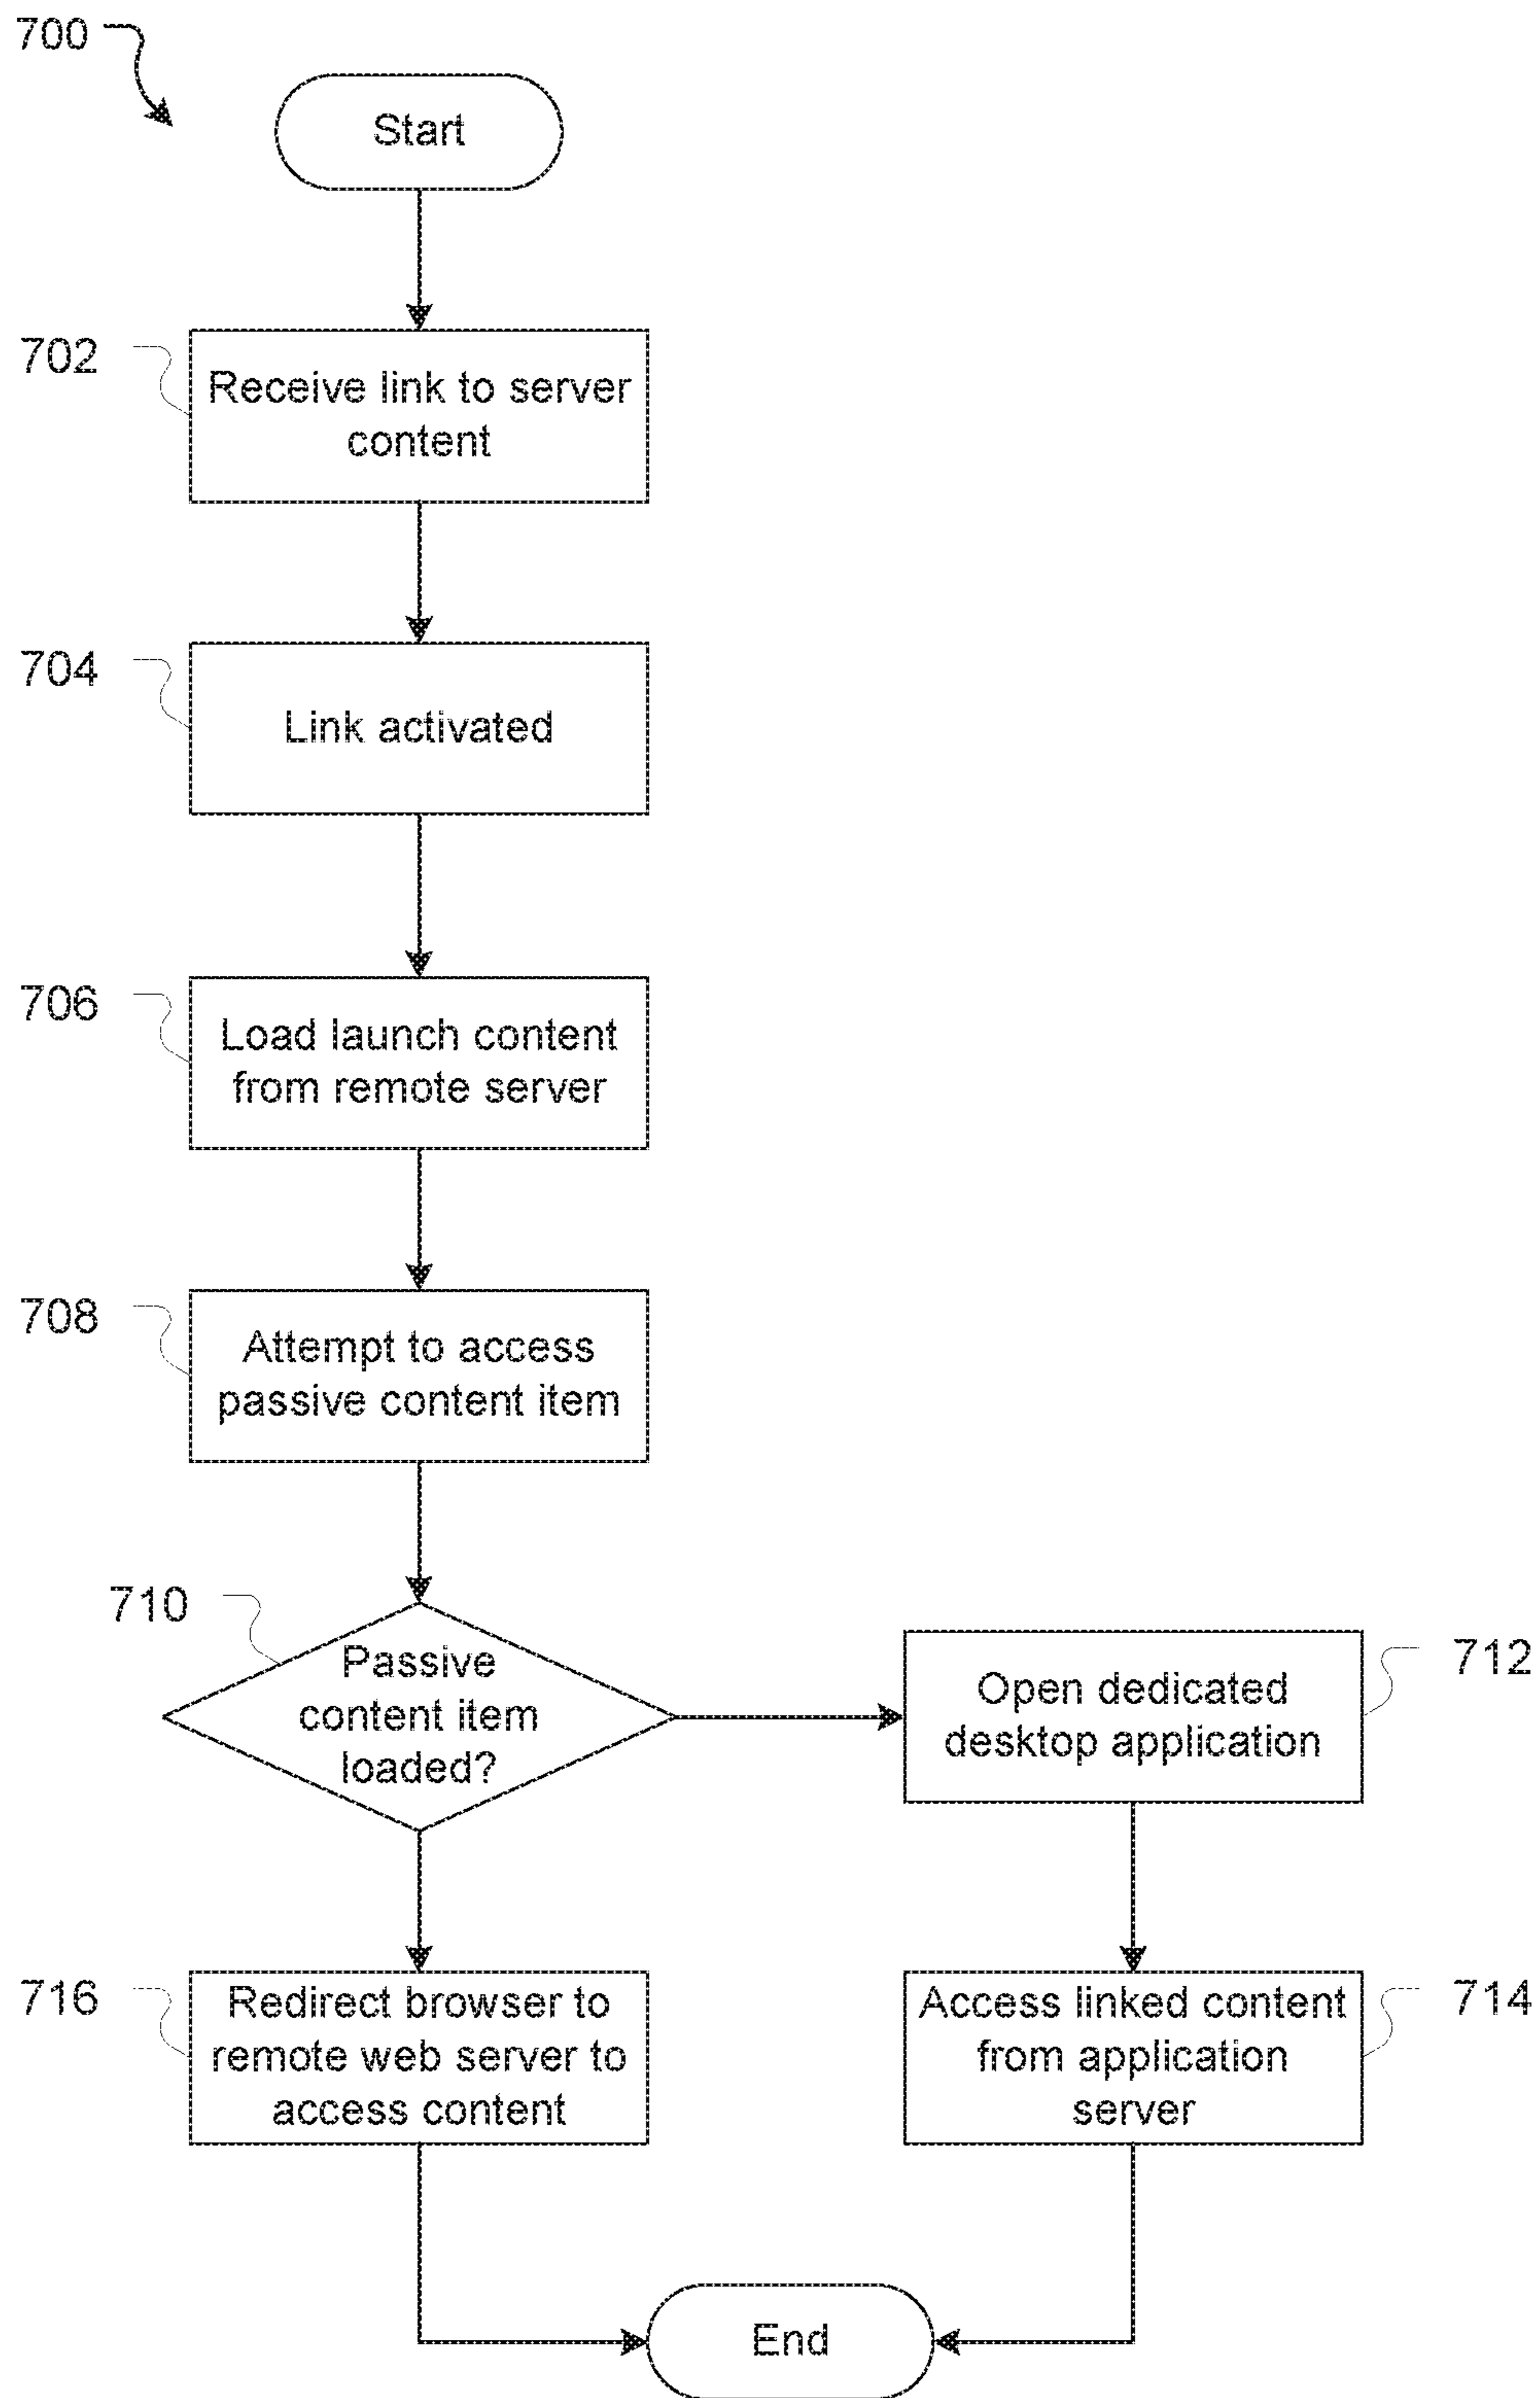 700
Start
702
Receive link to server
content
704
Link activated
706
Load launch content
from remote server
708
Attempt to access
passive content item
710
Passive
content item
loaded?
712
Open dedicated
desktop application
716
Redirect browser to
remote web server to
access content
714
Access linked content
from application
server
End